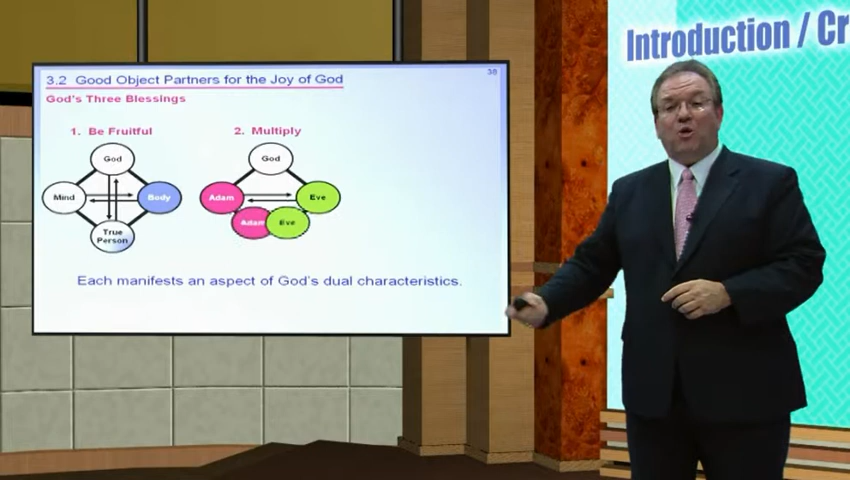 Introduction / Cr
3.2 Good Object Partners for the Joy of God
38
God's Three Blessings
1. Be Fruitful
2. Multiply
God
God
Mind
Body
Adam
Eve
Adam
Eve
True
Person
Each manifests an aspect of God's dual characteristics.